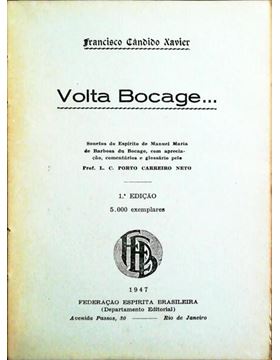 Francisco Cândido Xavier
Volta Bocage...
Sonetos do Espírito de Manuel Maria
de Barbosa du Bocage, com aprecia-
ção, comentários e glossário pelo
Prof. L. C. PORTO CARREIRO NETO
1.ª EDIÇÃO
5.000 exemplares
FEB
1947
FEDERAÇÃO ESPÍRITA BRASILEIRA
(Departamento Editorial)
Avenida Passos, 30 — Rio de Janeiro